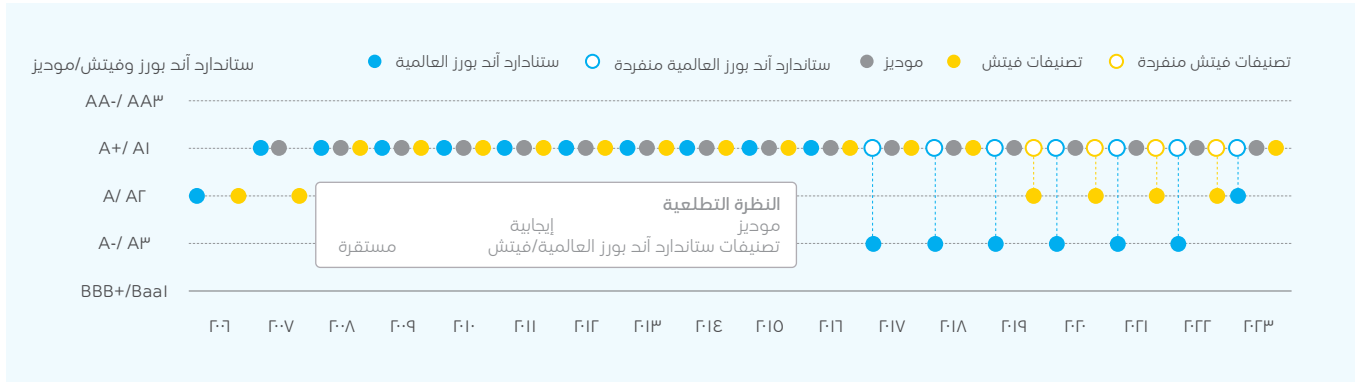 ستاندارد آند بورز وفيتش/موديز
ستنادارد آند بورز العالمية
ستاندارد آند بورز العالمية منفردة
موديز
تصنيفات فيتش
تصنيفات فيتش منفردة
AA-/ AA٣
A+/ A١
A/ A٢
A-/ A٣
BBB+/Baa١
النظرة التطلعية
موديز إيجابية
تصنيفات ستاندارد آند بورز العالمية/فيتش مستقرة
٢٠٠٦ ٢٠٠٧ ٢٠٠٨ ٢٠٠٩ ٢٠١٠ ٢٠١١ ٢٠١٢ ٢٠١٣ ٢٠١٤ ٢٠١٥ ٢٠١٦ ٢٠١٧ ٢٠١٨ ٢٠١٩ ٢٠٢٠ ٢٠٢١ ٢٠٢٢ ٢٠٢٣